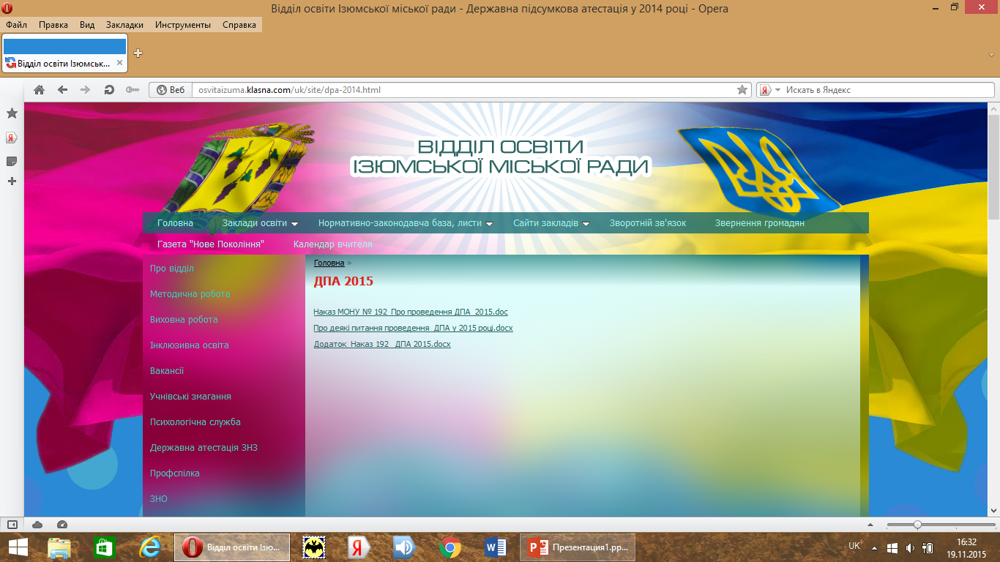 Відділ освіти Ізюмської міської ради - Державна підсумкова атестація у 2014 році - Opera
Файл Правка Вид Закладки Инструменты Справка
Відділ освіти Ізюмськ...
Веб osvitaizuma.klasna.com/uk/site/dpa-2014.html Искать в Яндекс
ВІДДІЛ ОСВІТИ
ІЗЮМСЬКОЇ МІСЬКОЇ РАДИ
Головна Заклади освіти Нормативно-законодавча база, листи Сайти закладів Зворотній зв'язок Звернення громадян
Газета "Нове Покоління" Календар вчителя
Про відділ
Методична робота
Виховна робота
Інклюзивна освіта
Вакансії
Учнівські змагання
Психологічна служба
Державна атестація ЗНЗ
Профспілка
ЗНО
Головна »
ДПА 2015
Наказ МОНУ № 192 Про проведення ДПА 2015.doc
Про деякі питання проведення ДПА у 2015 році.docx
Додаток Наказ 192 ДПА 2015.docx
Відділ освіти Ізю... Презентация1.pp... UK 16:32
19.11.2015